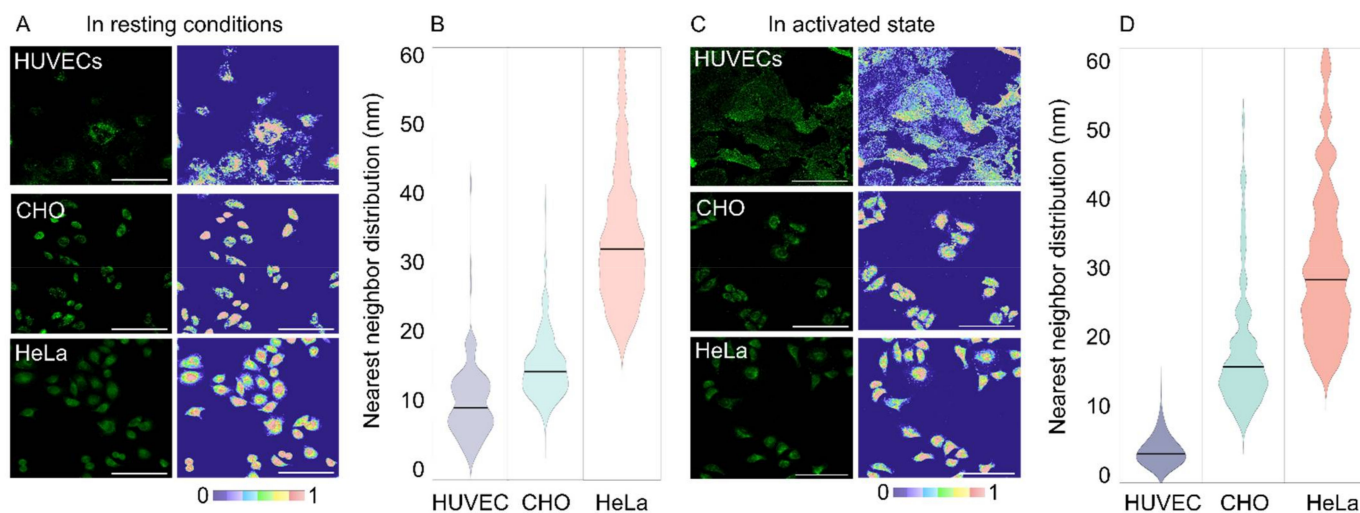 A In resting conditions
HUVECs
CHO
HeLa
0 1
B
Nearest neighbor distribution (nm)
60
50
40
30
20
10
0
HUVEC CHO HeLa
C In activated state
HUVECs
CHO
HeLa
0 1
D
Nearest neighbor distribution (nm)
60
50
40
30
20
10
0
HUVEC CHO HeLa